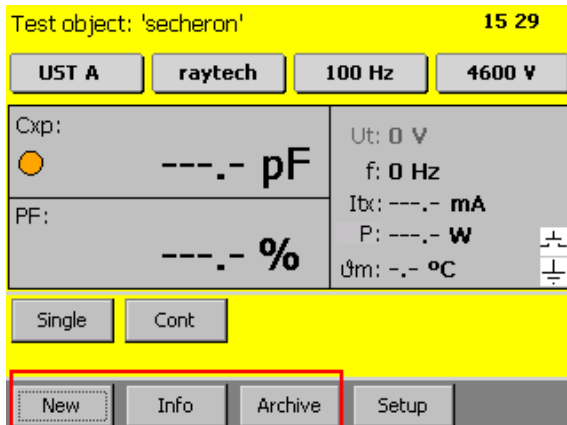 Test object: 'secheron' 15 29
UST A raytech 100 Hz 4600 V
Cxp:
---.- pF
PF:
---.- %
Ut: 0 V
f: 0 Hz
Itx: ---.- mA
P: ---.- W
ϑm: -.- ºC
Single Cont
New Info Archive Setup